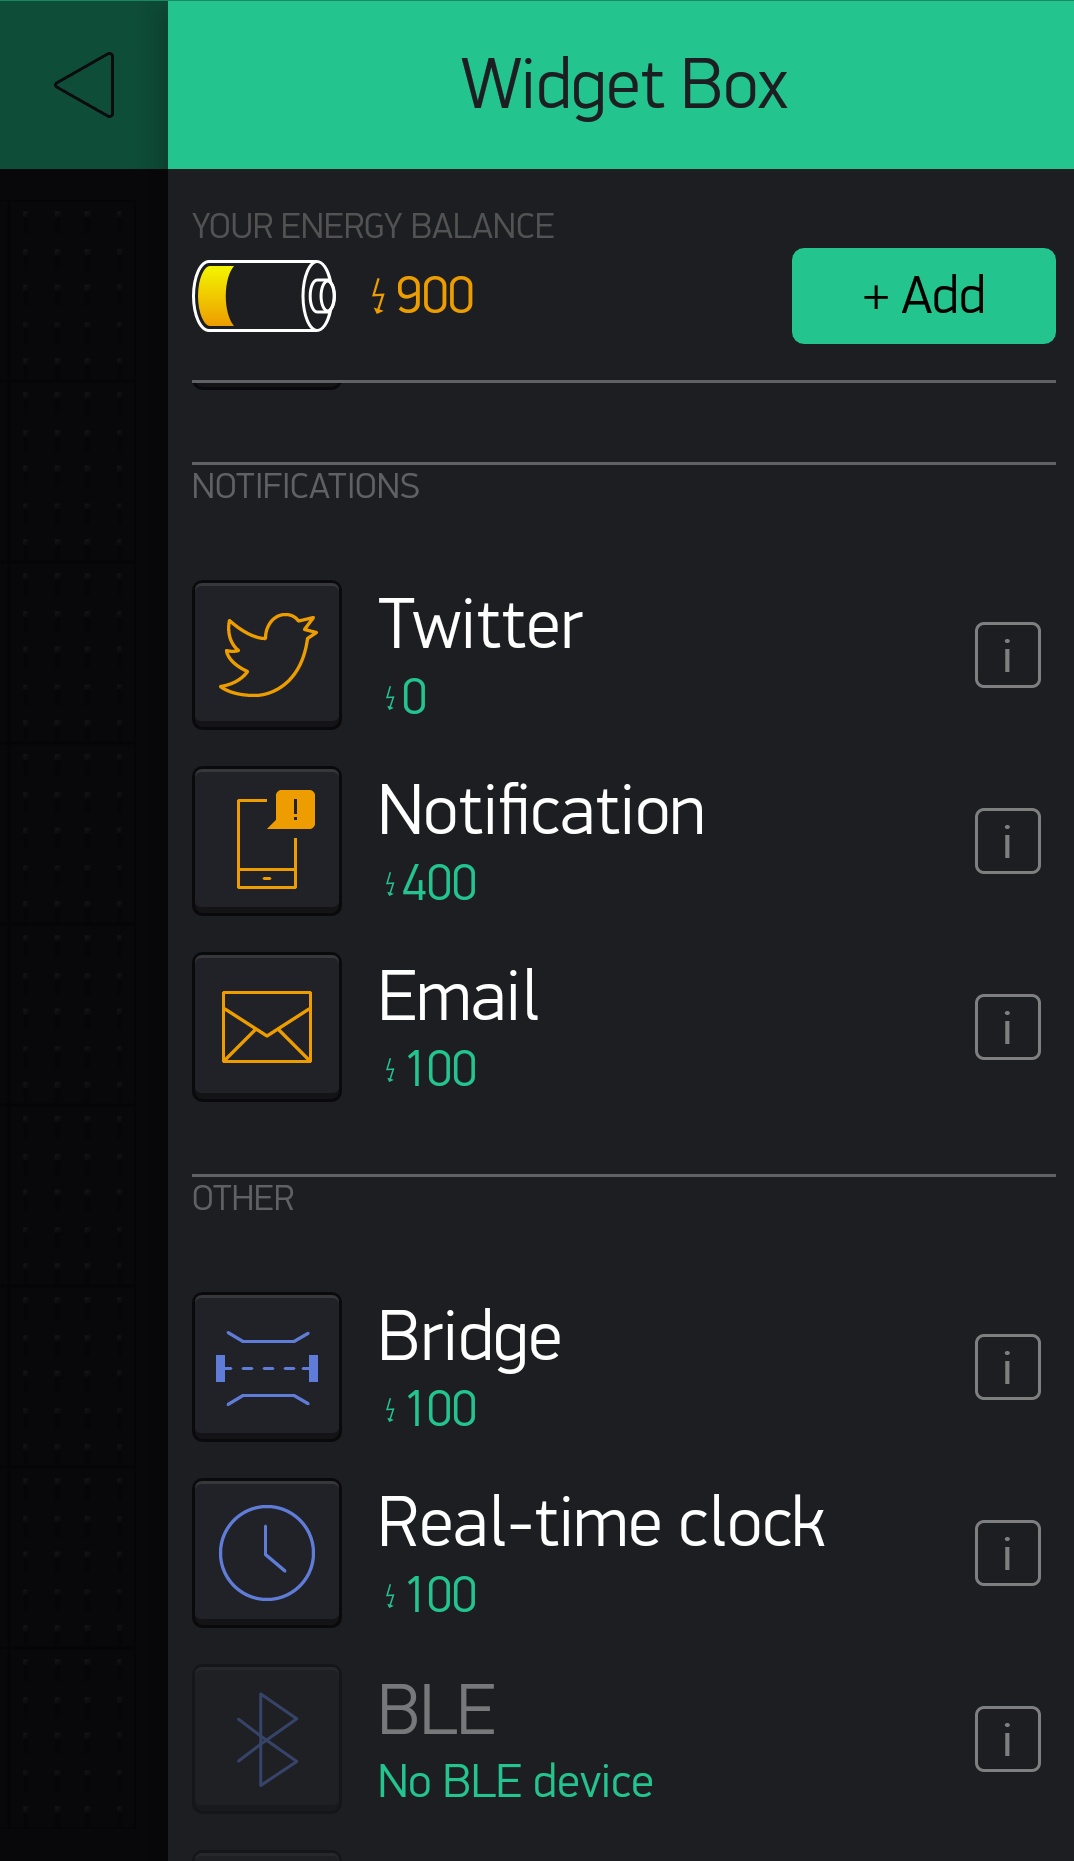 Widget Box
YOUR ENERGY BALANCE
900
+ Add
NOTIFICATIONS
Twitter
0
i
Notification
400
i
Email
100
i
OTHER
Bridge
100
i
Real-time clock
100
i
BLE
No BLE device
i